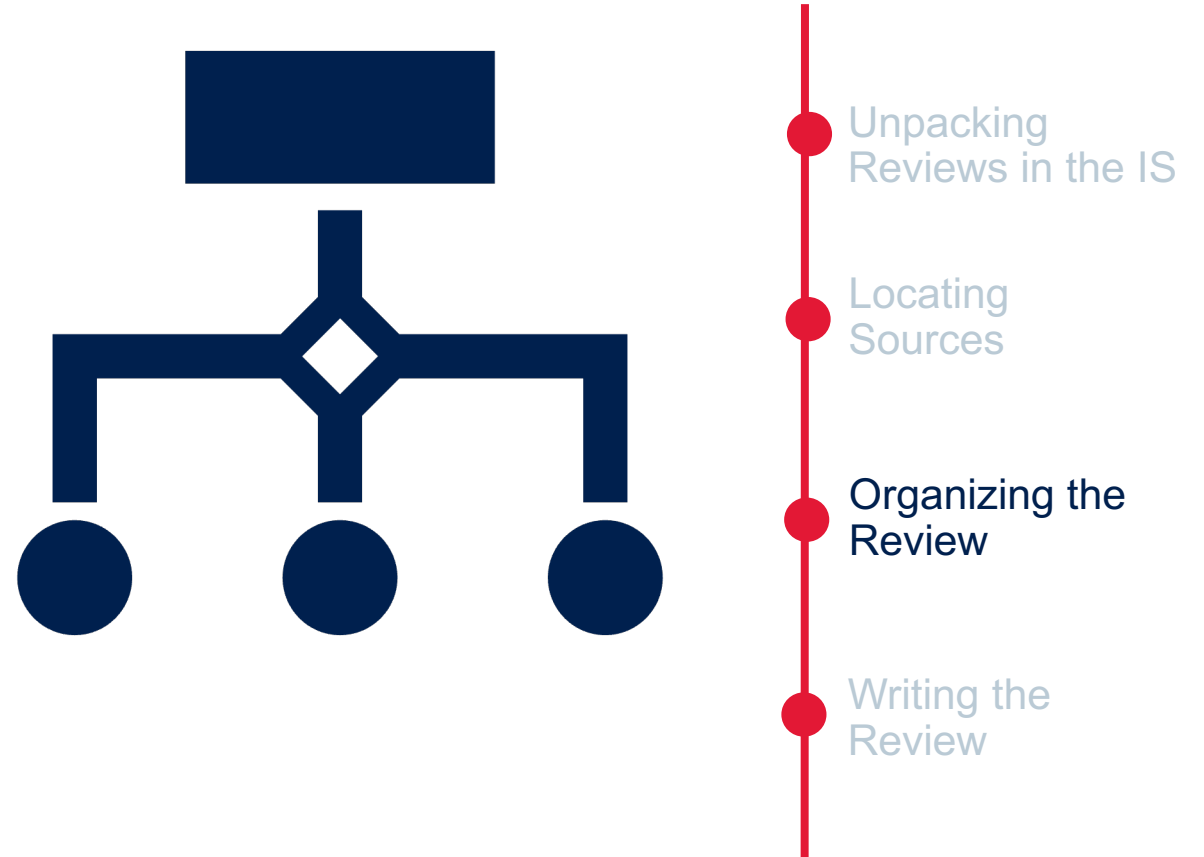 Unpacking
Reviews in the IS
Locating
Sources
Organizing the
Review
Writing the
Review